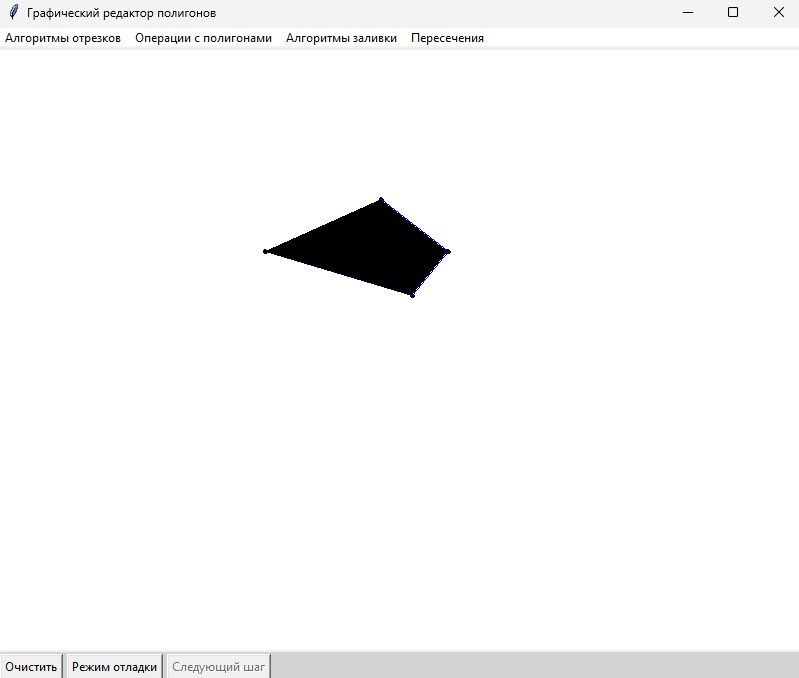 Графический редактор полигонов
Алгоритмы отрезков Операции с полигонами Алгоритмы заливки Пересечения
Очистить Режим отладки Следующий шаг